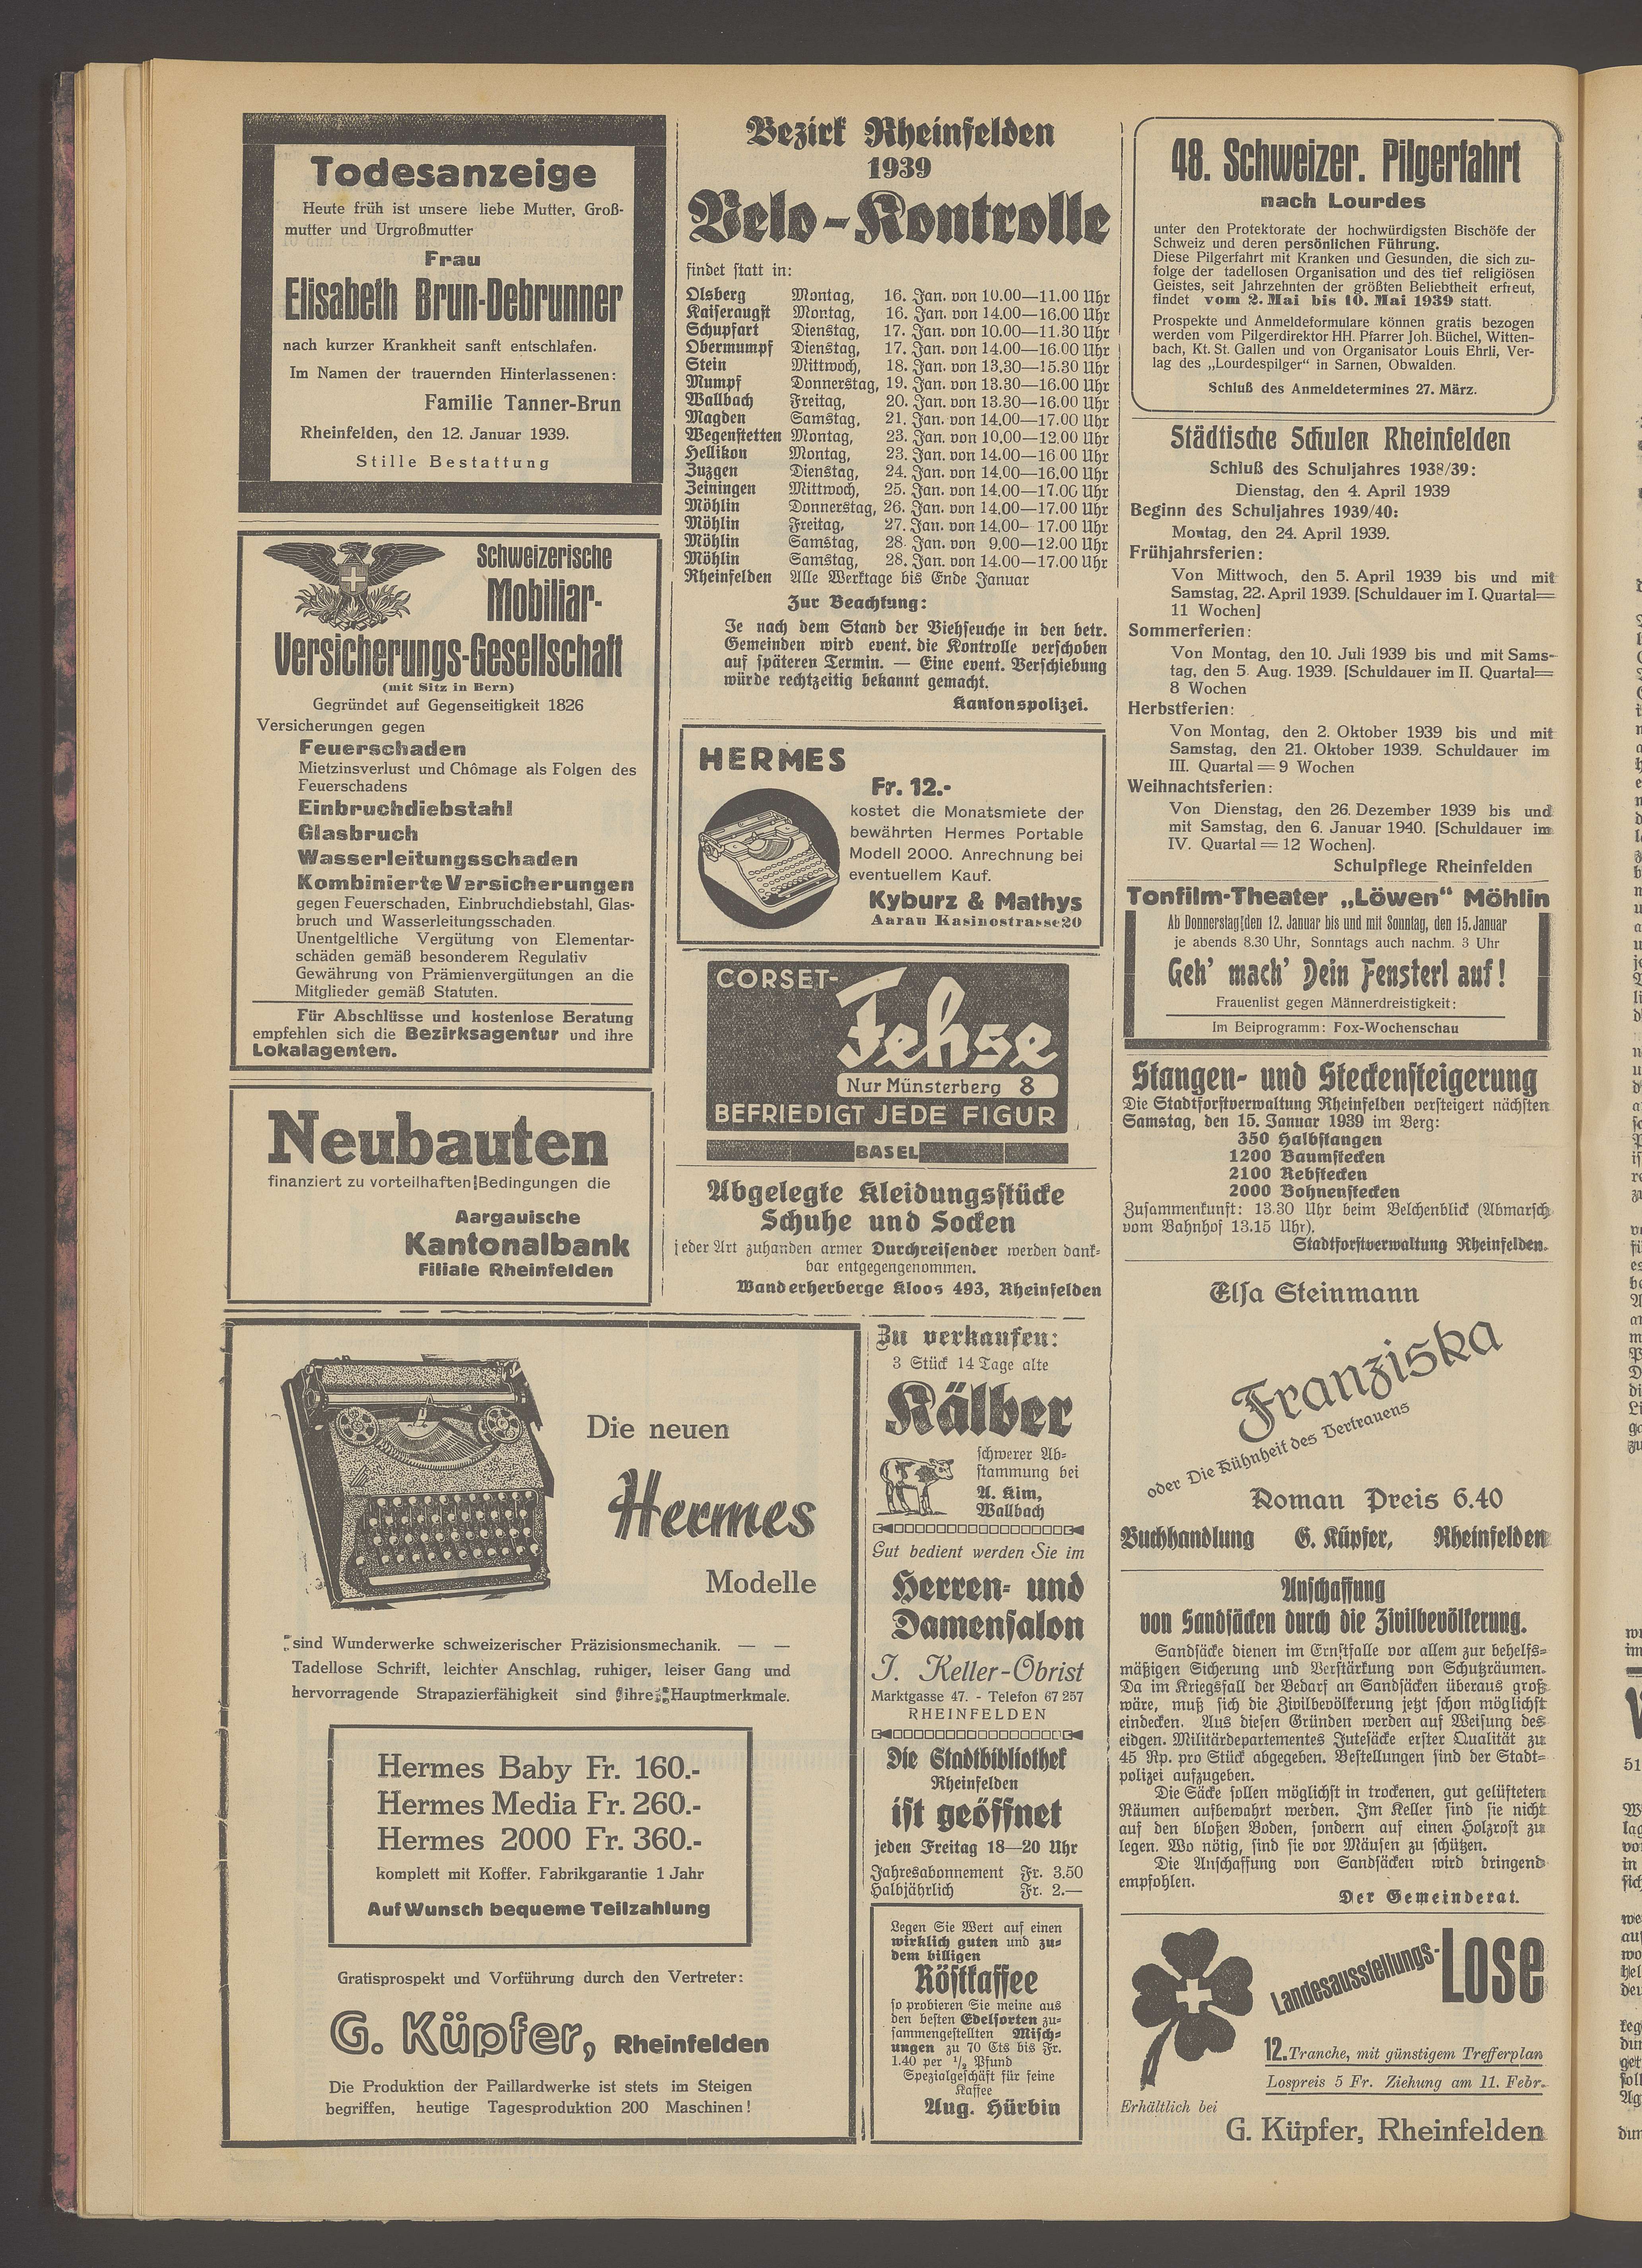 Todesanzeige
Heute früh ist unsere liebe Mutter, Groß-
mutter und Urgroßmutter
Frau
Elisabeth Brun-Debrunner
nach kurzer Krankheit sanft entschlafen.
Im Namen der trauernden Hinterlassenen:
Familie Tanner-Brun
Rheinfelden, den 12. Januar 1939.
Stille Bestattung
Schweizerische
Mobiliar-
Versicherungs-Gesellschaft
(mit Sitz in Bern)
Gegründet auf Gegenseitigkeit 1826
Versicherungen gegen
Feuerschaden
Mietzinsverlust und Chômage als Folgen des
Feuerschadens
Einbruchdiebstahl
Glasbruch
Wasserleitungsschaden
Kombinierte Versicherungen
gegen Feuerschaden, Einbruchdiebstahl, Glas-
bruch und Wasserleitungsschaden.
Unentgeltliche Vergütung von Elementar-
schäden gemäß besonderem Regulativ
Gewährung von Prämienvergütungen an die
Mitglieder gemäß Statuten.
Für Abschlüsse und kostenlose Beratung
empfehlen sich die Bezirksagentur und ihre
Lokalagenten.
Neubauten
finanziert zu vorteilhaften Bedingungen die
Aargauische
Kantonalbank
Filiale Rheinfelden
Bezirk Rheinfelden
1939
Velo-Kontrolle
findet statt in:
Olsberg Montag, 16. Jan. von 10.00—11.00 Uhr
Kaiseraugst Montag, 16. Jan. von 14.00—16.00 Uhr
Schupfart Dienstag, 17. Jan. von 10.00—11.30 Uhr
Obermumpf Dienstag, 17. Jan. von 14.00—16.00 Uhr
Stein Mittwoch, 18. Jan. von 13.30—15.30 Uhr
Mumpf Donnerstag, 19. Jan. von 13.30—16.00 Uhr
Wallbach Freitag, 20. Jan. von 13.30—16.00 Uhr
Magden Samstag, 21. Jan. von 14.00—17.00 Uhr
Wegenstetten Montag, 23. Jan. von 10.00—12.00 Uhr
Hellikon Montag, 23. Jan. von 14.00—16 00 Uhr
Zuzgen Dienstag, 24. Jan. von 14.00—16.00 Uhr
Zeiningen Mittwoch, 25. Jan. von 14.00—17.00 Uhr
Möhlin Donnerstag, 26. Jan. von 14.00—17.00 Uhr
Möhlin Freitag, 27. Jan. von 14.00— 17.00 Uhr
Möhlin Samstag, 28. Jan. von 9.00—12.00 Uhr
Möhlin Samstag, 28. Jan. von 14.00—17.00 Uhr
Rheinfelden Alle Werktage bis Ende Januar
Zur Beachtung:
Je nach dem Stand der Viehseuche in den betr.
Gemeinden wird event. die Kontrolle verschoben
auf späteren Termin. — Eine event. Verschiebung
würde rechtzeitig bekannt gemacht.
Kantonspolizei.
HERMES
Fr. 12.-
kostet die Monatsmiete der
bewährten Hermes Portable
Modell 2000. Anrechnung bei
eventuellem Kauf.
Kyburz & Mathys
Aarau Kasinostrasse 20
CORSET-
Fehse
Nur Münsterberg 8
BEFRIEDIGT JEDE FIGUR
BASEL
Abgelegte Kleidungsstücke
Schuhe und Socken
jeder Art zuhanden armer Durchreisender werden dank-
bar entgegengenommen.
Wanderherberge Kloos 493, Rheinfelden
48. Schweizer. Pilgerfahrt
nach Lourdes
unter den Protektorate der hochwürdigsten Bischöfe der
Schweiz und deren persönlichen Führung.
Diese Pilgerfahrt mit Kranken und Gesunden, die sich zu-
folge der tadellosen Organisation und des tief religiösen
Geistes, seit Jahrzehnten der größten Beliebtheit erfreut,
findet vom 2. Mai bis 10. Mai 1939 statt.
Prospekte und Anmeldeformulare können gratis bezogen
werden vom Pilgerdirektor HH. Pfarrer Joh. Büchel, Witten-
bach, Kt. St. Gallen und von Organisator Louis Ehrli, Ver-
lag des „Lourdespilger“ in Sarnen, Obwalden.
Schluß des Anmeldetermines 27. März.
Städtische Schulen Rheinfelden
Schluß des Schuljahres 1938/39:
Dienstag, den 4. April 1939
Beginn des Schuljahres 1939/40:
Montag, den 24. April 1939.
Frühjahrsferien:
Von Mittwoch, den 5. April 1939 bis und mit
Samstag, 22. April 1939. [Schuldauer im I. Quartal=
11 Wochen]
Sommerferien:
Von Montag, den 10. Juli 1939 bis und mit Sams-
tag, den 5. Aug. 1939. [Schuldauer im II. Quartal=
8 Wochen
Herbstferien:
Von Montag, den 2. Oktober 1939 bis und mit
Samstag, den 21. Oktober 1939. Schuldauer im
III. Quartal = 9 Wochen
Weihnachtsferien:
Von Dienstag, den 26. Dezember 1939 bis und
mit Samstag, den 6. Januar 1940. [Schuldauer im
IV. Quartal = 12 Wochen].
Schulpflege Rheinfelden
Tonfilm-Theater „Löwen“ Möhlin
Ab Donnerstag den 12. Januar bis und mit Sonntag, den 15. Januar
je abends 8.30 Uhr, Sonntags auch nachm. 3 Uhr
Geh' mach' Dein Fensterl auf!
Frauenlist gegen Männerdreistigkeit:
Im Beiprogramm: Fox-Wochenschau
Stangen- und Steckensteigerung
Die Stadtforstverwaltung Rheinfelden versteigert nächsten
Samstag, den 15. Januar 1939 im Berg:
350 Halbstangen
1200 Baumstecken
2100 Rebstecken
2000 Bohnenstecken
Zusammenkunft: 13.30 Uhr beim Belchenblick (Abmarsch
vom Bahnhof 13.15 Uhr).
Stadtforstverwaltung Rheinfelden.
Elsa Steinmann
Franziska
oder Die Kühnheit des Vertrauens
Roman Preis 6.40
Buchhandlung G. Küpfer, Rheinfelden
Anschaffung
von Sandsäcken durch die Zivilbevölkerung.
Sandsäcke dienen im Ernstfalle vor allem zur behelfs-
mäßigen Sicherung und Verstärkung von Schutzräumen.
Da im Kriegsfall der Bedarf an Sandsäcken überaus groß
wäre, muß sich die Zivilbevölkerung jetzt schon möglichst
eindecken. Aus diesen Gründen werden auf Weisung des
eidgen. Militärdepartementes Jutesäcke erster Qualität zu
45 Rp. pro Stück abgegeben. Bestellungen sind der Stadt-
polizei aufzugeben.
Die Säcke sollen möglichst in trockenen, gut gelüfteten
Räumen aufbewahrt werden. Im Keller sind sie nicht
auf den bloßen Boden, sondern auf einen Holzrost zu
legen. Wo nötig, sind sie vor Mäusen zu schützen.
Die Anschaffung von Sandsäcken wird dringend
empfohlen.
Der Gemeinderat.
Landesausstellungs-Lose
12. Tranche, mit günstigem Trefferplan
Lospreis 5 Fr. Ziehung am 11. Febr.
Erhältlich bei
G. Küpfer, Rheinfelden
Die neuen
Hermes
Modelle
sind Wunderwerke schweizerischer Präzisionsmechanik. — —
Tadellose Schrift, leichter Anschlag, ruhiger, leiser Gang und
hervorragende Strapazierfähigkeit sind ihre Hauptmerkmale.
Hermes Baby Fr. 160.-
Hermes Media Fr. 260.-
Hermes 2000 Fr. 360.-
komplett mit Koffer. Fabrikgarantie 1 Jahr
Auf Wunsch bequeme Teilzahlung
Gratisprospekt und Vorführung durch den Vertreter:
G. Küpfer, Rheinfelden
Die Produktion der Paillardwerke ist stets im Steigen
begriffen, heutige Tagesproduktion 200 Maschinen!
Zu verkaufen:
3 Stück 14 Tage alte
Kälber
schwerer Ab-
stammung bei
A. Kim,
Wallbach
Gut bedient werden Sie im
Herren- und
Damensalon
J. Keller-Obrist
Marktgasse 47. - Telefon 67 257
RHEINFELDEN
Die Stadtbibliothek
Rheinfelden
ist geöffnet
jeden Freitag 18—20 Uhr
Jahresabonnement Fr. 3.50
Halbjährlich Fr. 2.—
Legen Sie Wert auf einen
wirklich guten und zu-
dem billigen
Röstkaffee
so probieren Sie meine aus
den besten Edelsorten zu-
sammengestellten Misch-
ungen zu 70 Cts bis Fr.
1.40 per 1/2 Pfund
Spezialgeschäft für feine
Kaffee
Aug. Hürbin